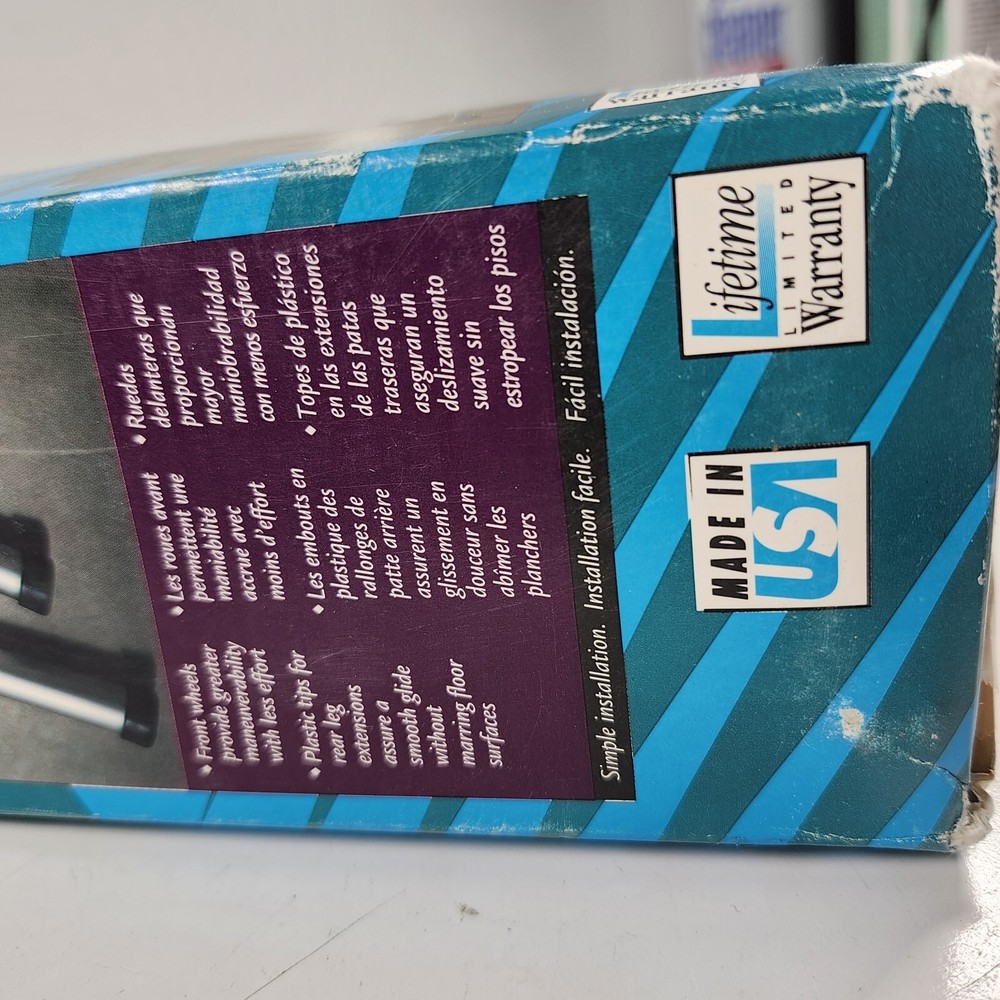 • Front wheels
provide greater
maneuverability
with less effort
• Plastic tips for
rear leg
extensions
assure a
smooth glide
without
marring floor
surfaces
• Les roues avant
permettent une
maniabilité
accrue avec
moins d'effort
• Les embouts en
plastique des
rallonges de
patte arrière
assurent un
glissement en
douceur sans
abîmer les
planchers
• Ruedas
delanteras que
proporcionan
mayor
maniobrabilidad
con menos esfuerzo
• Topes de plástico
en las extensiones
de las patas
traseras que
aseguran un
deslizamiento
suave sin
estropear los pisos
Simple installation. Installation facile. Fácil instalación.
MADE IN
USA
Lifetime
LIMITED
Warranty
Warranty